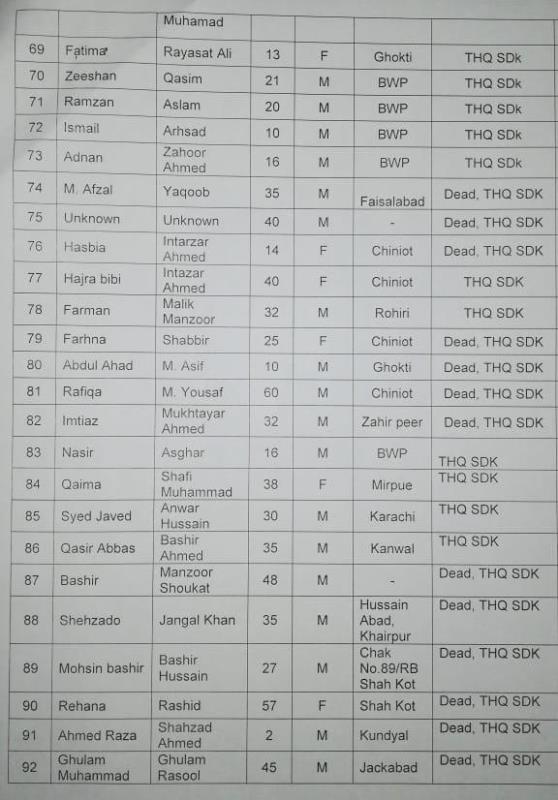 Muhamad
69 Fatima Rayasat Ali 13 F Ghokti THQ SDk
70 Zeeshan Qasim 21 M BWP THQ SDk
71 Ramzan Aslam 20 M BWP THQ SDk
72 Ismail Arhsad 10 M BWP THQ SDk
73 Adnan Zahoor Ahmed 16 M BWP THQ SDk
74 M. Afzal Yaqoob 35 M Faisalabad Dead, THQ SDK
75 Unknown Unknown 40 M - Dead, THQ SDK
76 Hasbia Intarzar Ahmed 14 F Chiniot Dead, THQ SDK
77 Hajra bibi Intazar Ahmed 40 F Chiniot THQ SDK
78 Farman Malik Manzoor 32 M Rohiri THQ SDK
79 Farhna Shabbir 25 F Chiniot Dead, THQ SDK
80 Abdul Ahad M. Asif 10 M Ghokti Dead, THQ SDK
81 Rafiqa M. Yousaf 60 M Chiniot Dead, THQ SDK
82 Imtiaz Mukhtayar Ahmed 32 M Zahir peer Dead, THQ SDK
83 Nasir Asghar 16 M BWP THQ SDK
84 Qaima Shafi Muhammad 38 F Mirpue THQ SDK
85 Syed Javed Anwar Hussain 30 M Karachi THQ SDK
86 Qasir Abbas Bashir Ahmed 35 M Kanwal THQ SDK
87 Bashir Manzoor Shoukat 48 M - Dead, THQ SDK
88 Shehzado Jangal Khan 35 M Hussain Abad, Khairpur Dead, THQ SDK
89 Mohsin bashir Bashir Hussain 27 M Chak No.89/RB Shah Kot Dead, THQ SDK
90 Rehana Rashid 57 F Shah Kot Dead, THQ SDK
91 Ahmed Raza Shahzad Ahmed 2 M Kundyal Dead, THQ SDK
92 Ghulam Muhammad Ghulam Rasool 45 M Jackabad Dead, THQ SDK